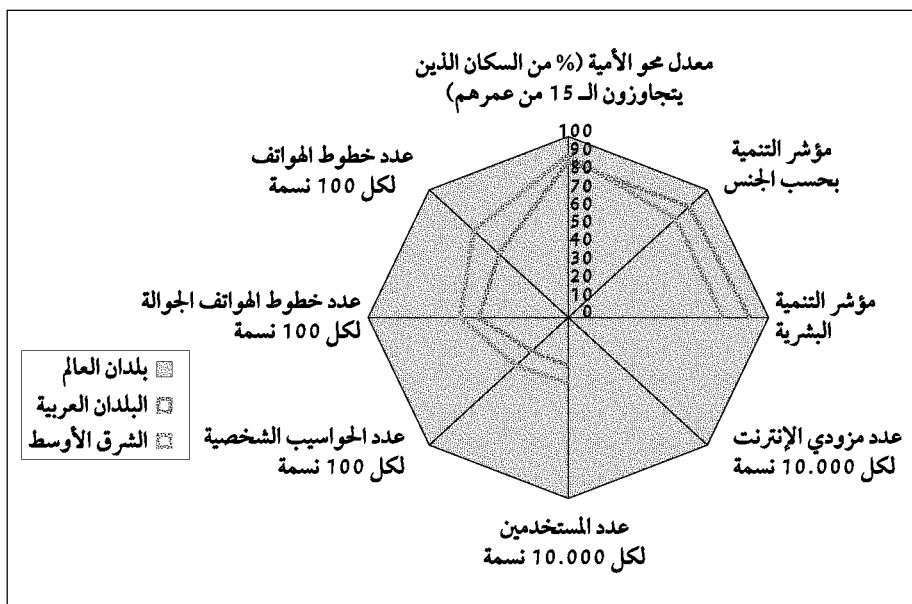 معدل محو الأمية (% من السكان الذين
يتجاوزون الـ 15 من عمرهم)
مؤشر التنمية
بحسب الجنس
مؤشر التنمية
البشرية
عدد مزودي الإنترنت
لكل 10.000 نسمة
عدد المستخدمين
لكل 10.000 نسمة
عدد الحواسيب الشخصية
لكل 100 نسمة
عدد خطوط الهواتف الجوالة
لكل 100 نسمة
عدد خطوط الهواتف
لكل 100 نسمة
100
90
80
70
60
50
40
30
20
10
0
بلدان العالم
البلدان العربية
الشرق الأوسط